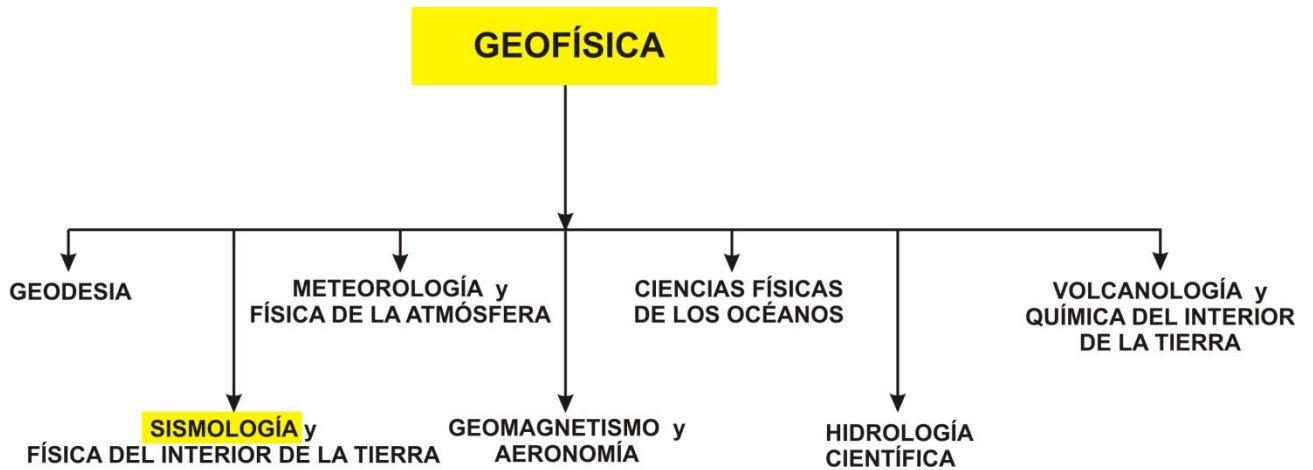 GEOFÍSICA
GEODESIA
METEOROLOGÍA y
FÍSICA DE LA ATMÓSFERA
CIENCIAS FÍSICAS
DE LOS OCÉANOS
VOLCANOLOGÍA y
QUÍMICA DEL INTERIOR
DE LA TIERRA
SISMOLOGÍA y
FÍSICA DEL INTERIOR DE LA TIERRA
GEOMAGNETISMO y
AERONOMÍA
HIDROLOGÍA
CIENTÍFICA